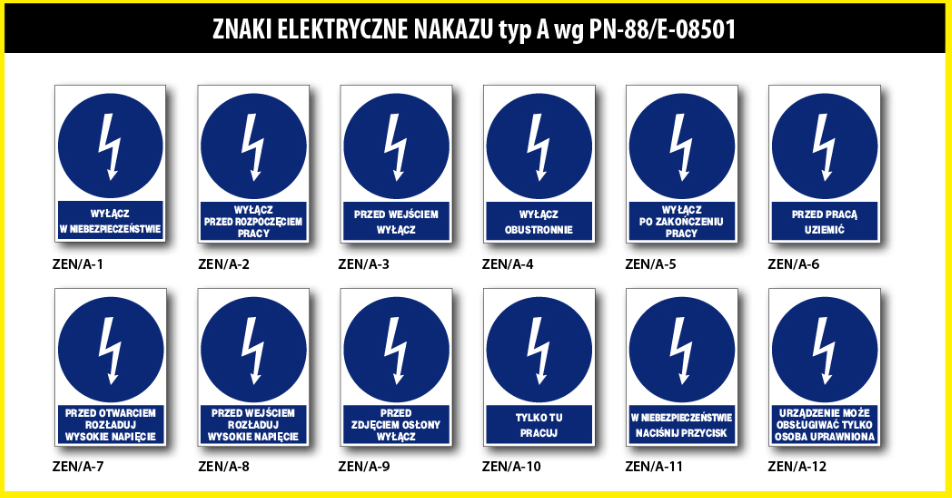 ZNAKI ELEKTRYCZNE NAKAZU typ A wg PN-88/E-08501
WYŁĄCZ
W NIEBEZPIECZEŃSTWIE
ZEN/A-1
WYŁĄCZ
PRZED ROZPOCZĘCIEM
PRACY
ZEN/A-2
PRZED WEJŚCIEM
WYŁĄCZ
ZEN/A-3
WYŁĄCZ
OBUSTRONNIE
ZEN/A-4
WYŁĄCZ
PO ZAKOŃCZENIU
PRACY
ZEN/A-5
PRZED PRACĄ
UZIEMIĆ
ZEN/A-6
PRZED OTWARCIEM
ROZŁADUJ
WYSOKIE NAPIĘCIE
ZEN/A-7
PRZED WEJŚCIEM
ROZŁADUJ
WYSOKIE NAPIĘCIE
ZEN/A-8
PRZED
ZDJĘCIEM OSŁONY
WYŁĄCZ
ZEN/A-9
TYLKO TU
PRACUJ
ZEN/A-10
W NIEBEZPIECZEŃSTWIE
NACIŚNIJ PRZYCISK
ZEN/A-11
URZĄDZENIE MOŻE
OBSŁUGIWAĆ TYLKO
OSOBA UPRAWNIONA
ZEN/A-12